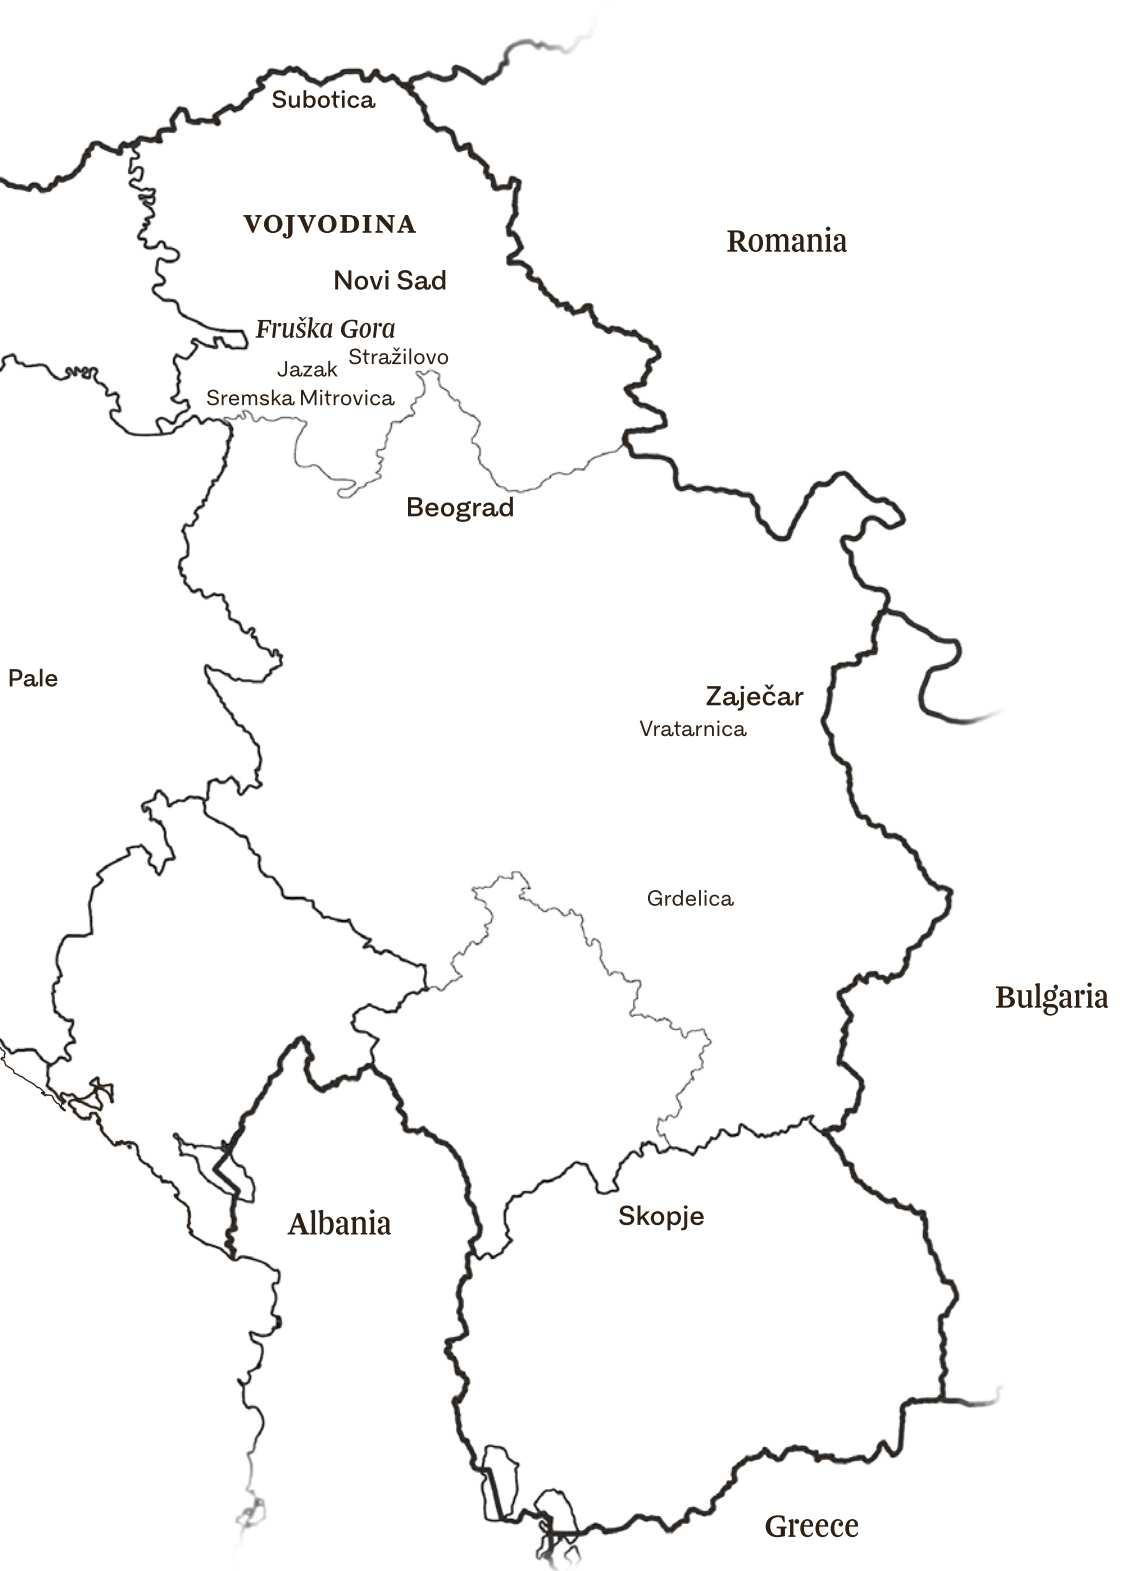 Subotica
VOJVODINA
Romania
Novi Sad
Fruška Gora
Stražilovo
Jazak
Sremska Mitrovica
Beograd
Pale
Zaječar
Vratarnica
Grdelica
Bulgaria
Skopje
Albania
Greece